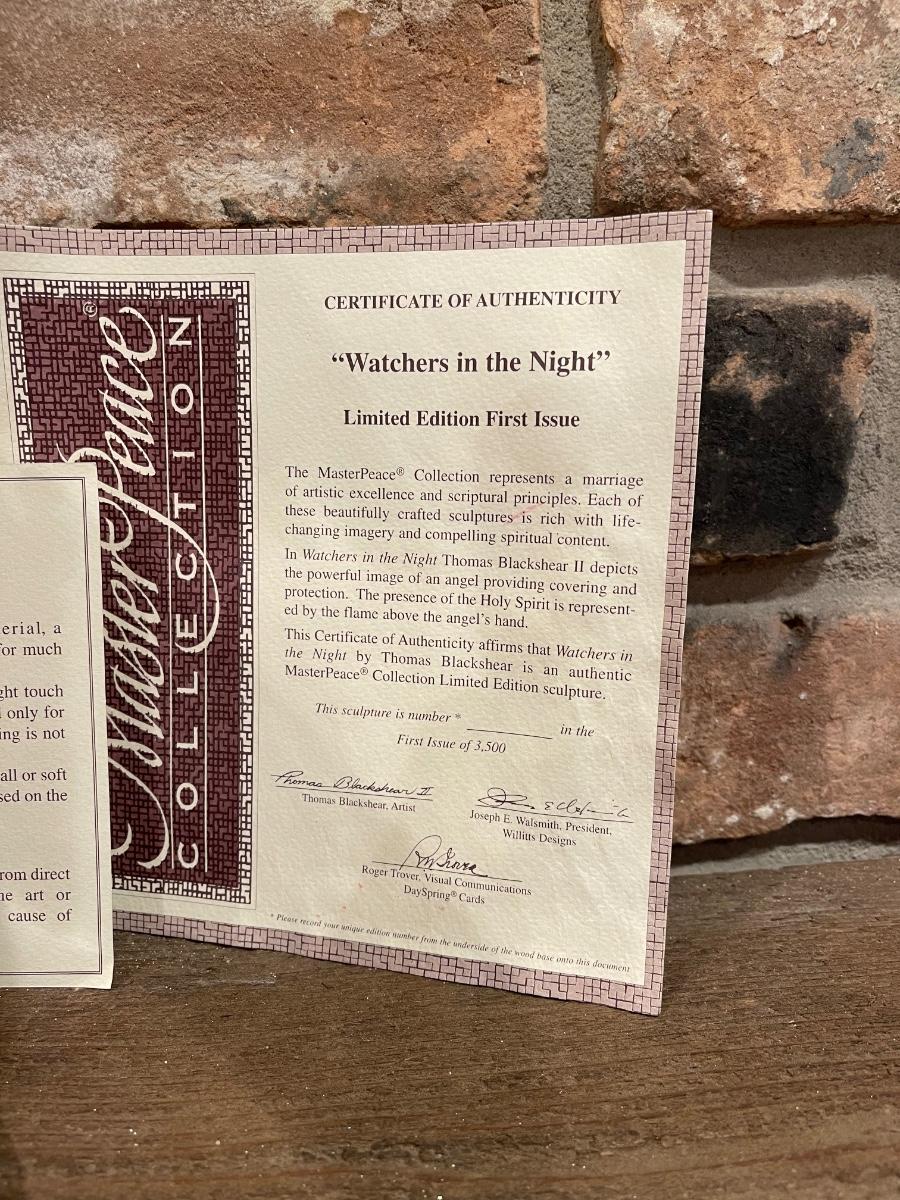 MasterPeace®
COLLECTION
CERTIFICATE OF AUTHENTICITY
“Watchers in the Night”
Limited Edition First Issue
The MasterPeace® Collection represents a marriage
of artistic excellence and scriptural principles. Each of
these beautifully crafted sculptures is rich with life-
changing imagery and compelling spiritual content.
In Watchers in the Night Thomas Blackshear II depicts
the powerful image of an angel providing covering and
protection. The presence of the Holy Spirit is represent-
ed by the flame above the angel’s hand.
This Certificate of Authenticity affirms that Watchers in
the Night by Thomas Blackshear is an authentic
MasterPeace® Collection Limited Edition sculpture.
This sculpture is number * ________ in the
First Issue of 3,500
Thomas Blackshear II
Thomas Blackshear, Artist
Joseph E. Walsmith, President,
Willitts Designs
Roger Trover, Visual Communications
DaySpring® Cards
* Please record your unique edition number from the underside of the wood base onto this document
erial, a
for much
ght touch
only for
ing is not
all or soft
sed on the
rom direct
he art or
cause of